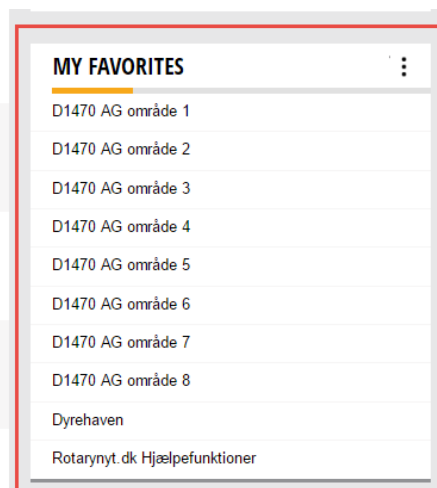 MY FAVORITES
D1470 AG område 1
D1470 AG område 2
D1470 AG område 3
D1470 AG område 4
D1470 AG område 5
D1470 AG område 6
D1470 AG område 7
D1470 AG område 8
Dyrehaven
Rotarynyt.dk Hjælpefunktioner